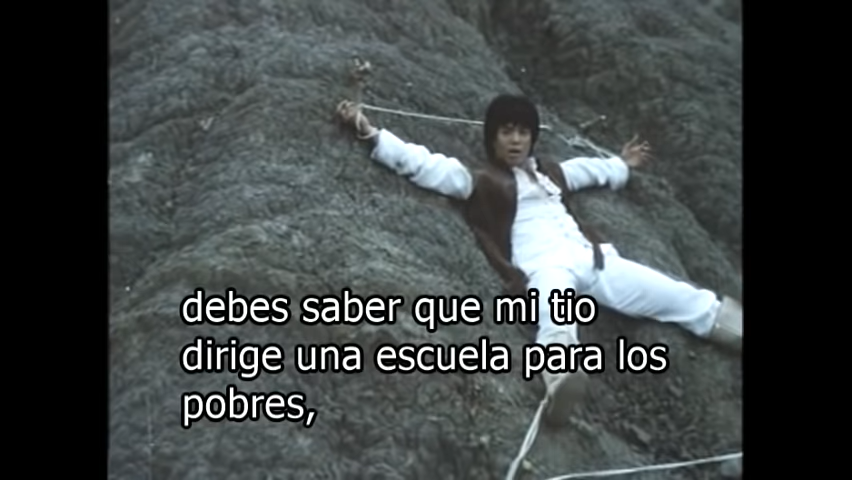 debes saber que mi tio
dirige una escuela para los
pobres,